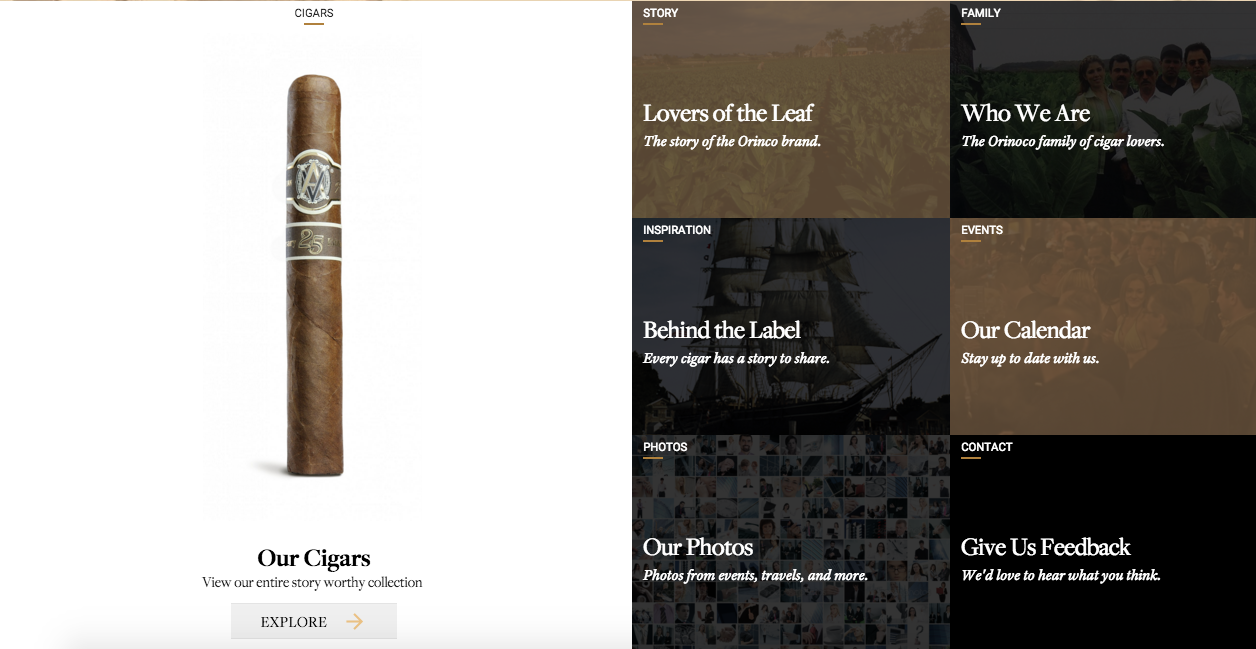 CIGARS
25
Our Cigars
View our entire story worthy collection
EXPLORE
STORY
Lovers of the Leaf
The story of the Orinco brand.
FAMILY
Who We Are
The Orinoco family of cigar lovers.
INSPIRATION
Behind the Label
Every cigar has a story to share.
EVENTS
Our Calendar
Stay up to date with us.
PHOTOS
Our Photos
Photos from events, travels, and more.
CONTACT
Give Us Feedback
We'd love to hear what you think.